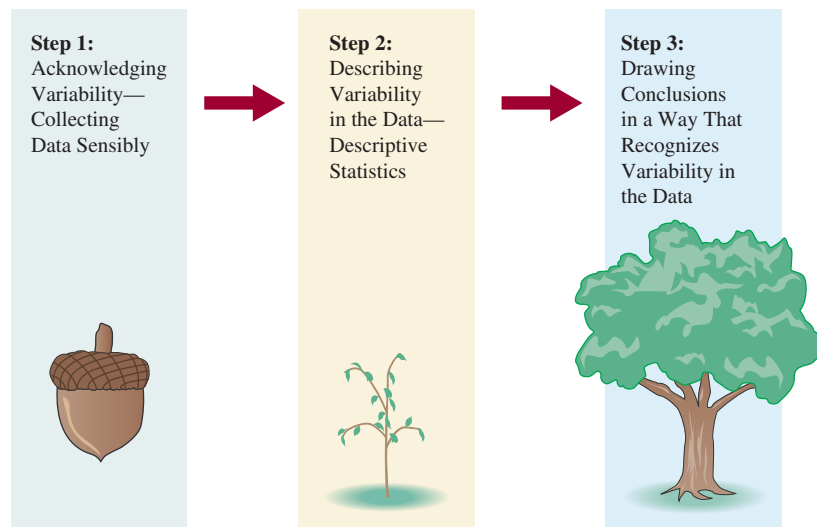 Step 1:
Acknowledging
Variability—
Collecting
Data Sensibly
Step 2:
Describing
Variability
in the Data—
Descriptive
Statistics
Step 3:
Drawing
Conclusions
in a Way That
Recognizes
Variability in
the Data